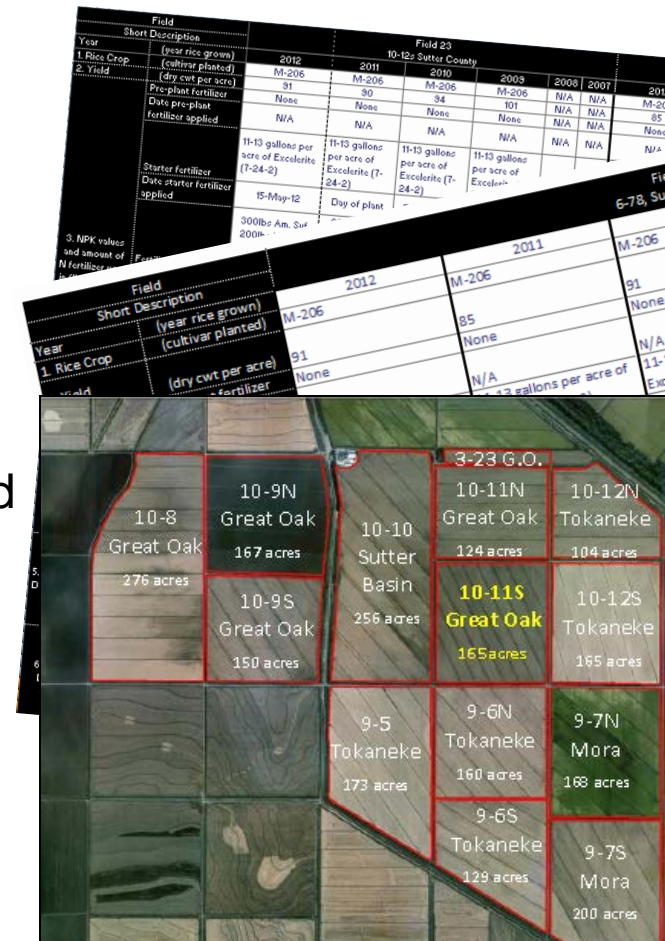 Field
Short Description
Field 23
10-12s Sutter County
Year (year rice grown) 2012 2011 2010 2009 2008 2007
1. Rice Crop (cultivar planted) M-206 M-206 M-206 M-206 N/A N/A
2. Yield (dry cwt per acre) 91 90 94 101 N/A N/A 85
Pre-plant fertilizer None None None None N/A N/A
Date pre-plant
fertilizer applied N/A N/A N/A N/A N/A N/A
Starter fertilizer
11-13 gallons per
acre of Excelerite
(7-24-2)
11-13 gallons
per acre of
Excelerite (7-
24-2)
11-13 gallons
per acre of
Excelerite (7-
24-2)
11-13 gallons
per acre of
Date starter fertilizer
applied 15-May-12 Day of plant
3. NPK values
and amount of
300lbs Am. Suf
Field
Short Description
6-78,
Year (year rice grown) 2012 2011
1. Rice Crop (cultivar planted) M-206 M-206 M-206
(dry cwt per acre) 91 85 91
fertilizer None None None
N/A N/A
gallons per acre of
d
3-23 G.O.
10-8
Great Oak
276 acres
10-9N
Great Oak
167 acres
10-9S
Great Oak
150 acres
10-10
Sutter
Basin
256 acres
10-11N
Great Oak
124 acres
10-12N
Tokaneke
104 acres
10-11S
Great Oak
165acres
10-12S
Tokaneke
165 acres
9-5
Tokaneke
173 acres
9-6N
Tokaneke
160 acres
9-7N
Mora
168 acres
9-6S
Tokaneke
129 acres
9-7S
Mora
200 acres